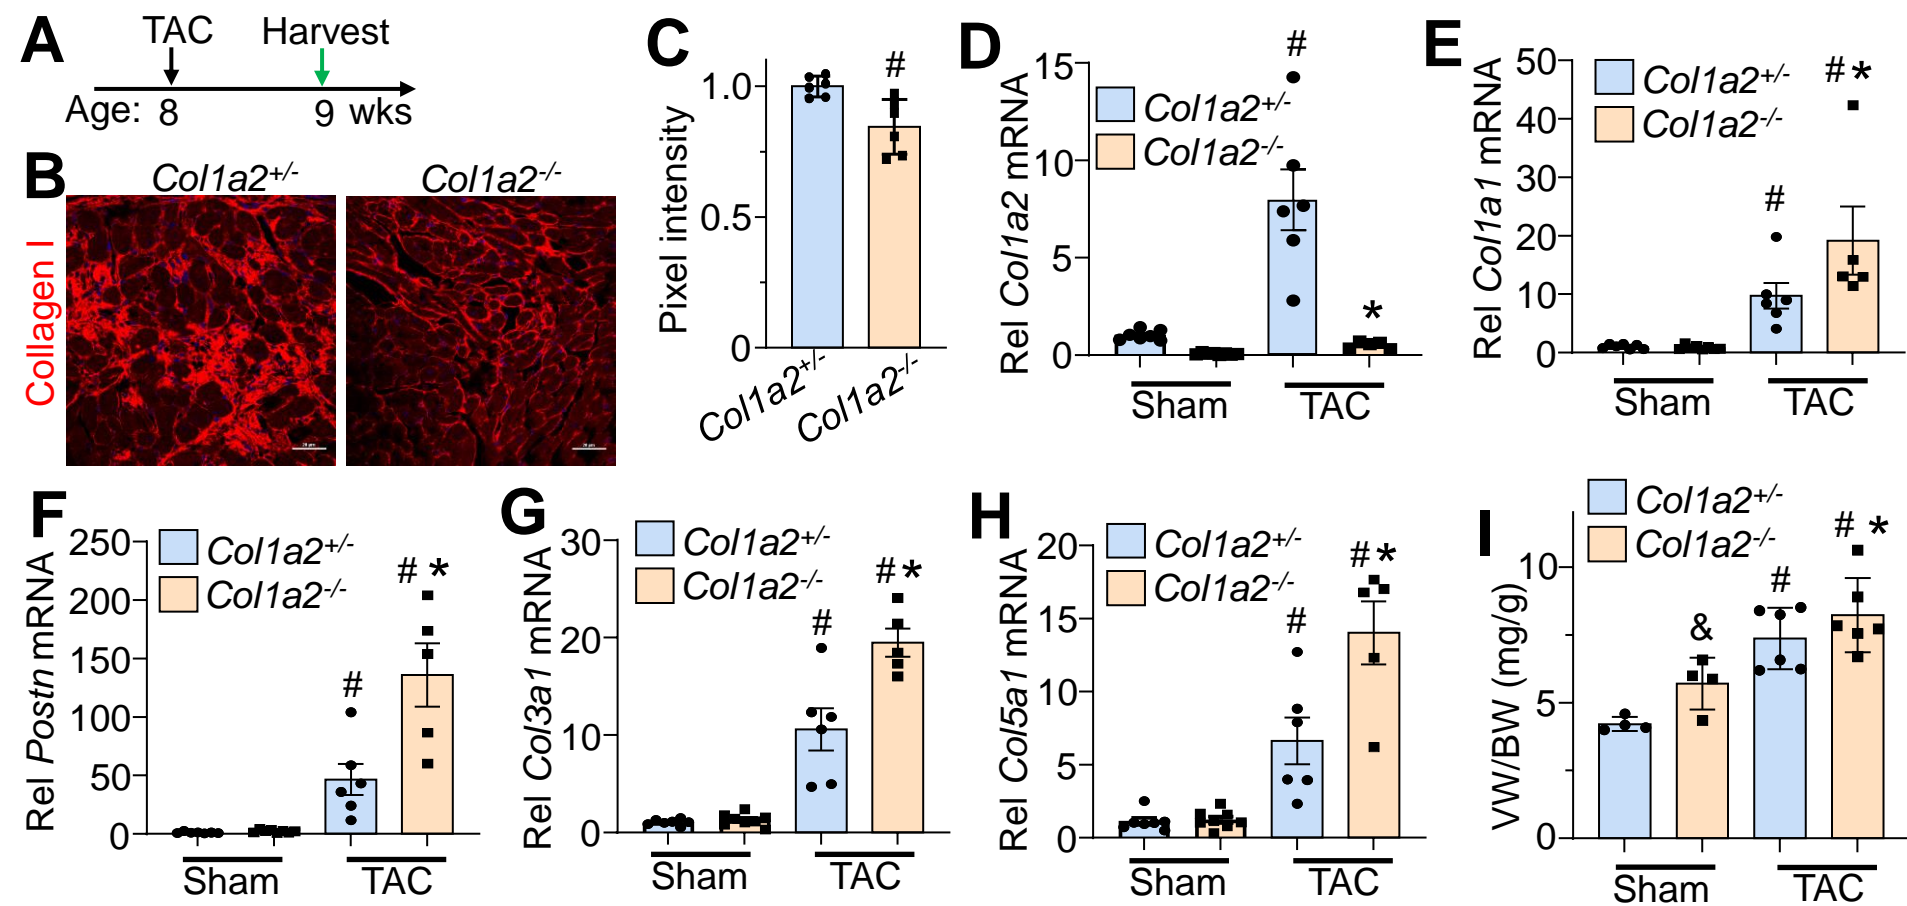 A
TAC
Harvest
Age: 8
9 wks
B
Col1a2+/-
Col1a2-/-
Collagen I
C
#
Pixel intensity
1.0
0.5
0
Col1a2+/-
Col1a2-/-
D
#
Rel Col1a2 mRNA
15
10
5
0
Col1a2+/-
Col1a2-/-
*
Sham
TAC
E
# *
Rel Col1a1 mRNA
50
40
30
20
10
0
Col1a2+/-
Col1a2-/-
#
Sham
TAC
F
Rel Postn mRNA
250
200
150
100
50
0
Col1a2+/-
Col1a2-/-
#
# *
Sham
TAC
G
Rel Col3a1 mRNA
30
20
10
0
Col1a2+/-
Col1a2-/-
#
# *
Sham
TAC
H
Rel Col5a1 mRNA
20
15
10
5
0
Col1a2+/-
Col1a2-/-
#
# *
Sham
TAC
I
VW/BW (mg/g)
10
5
0
Col1a2+/-
Col1a2-/-
&
#
# *
Sham
TAC